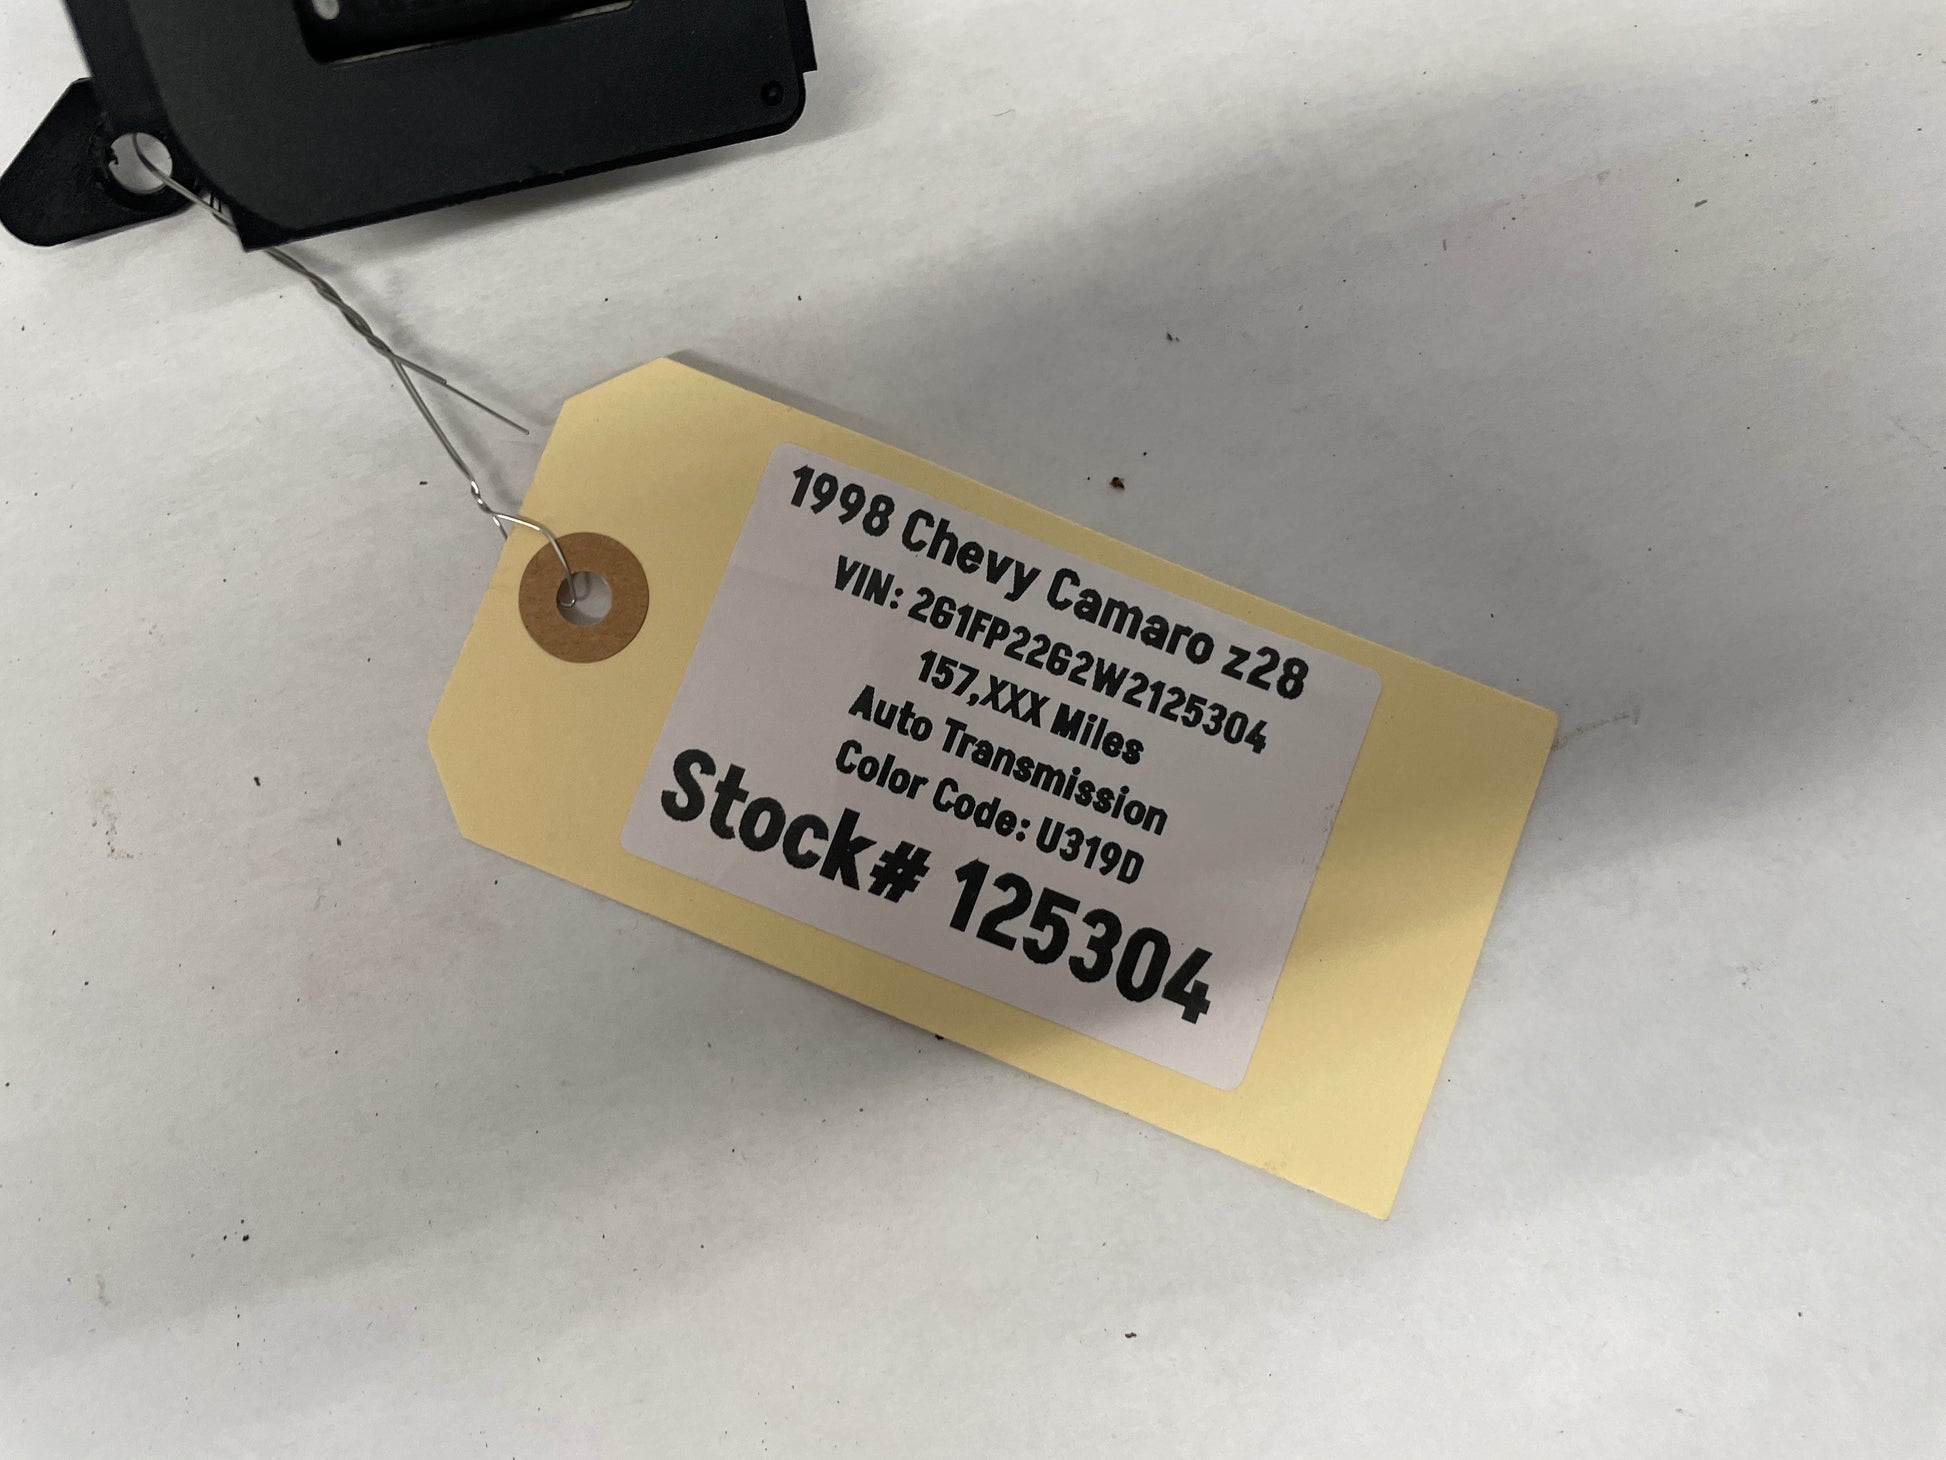 1998 Chevy Camaro z28
VIN: 2G1FP22G2W2125304
157,XXX Miles
Auto Transmission
Color Code: U319D
Stock# 125304